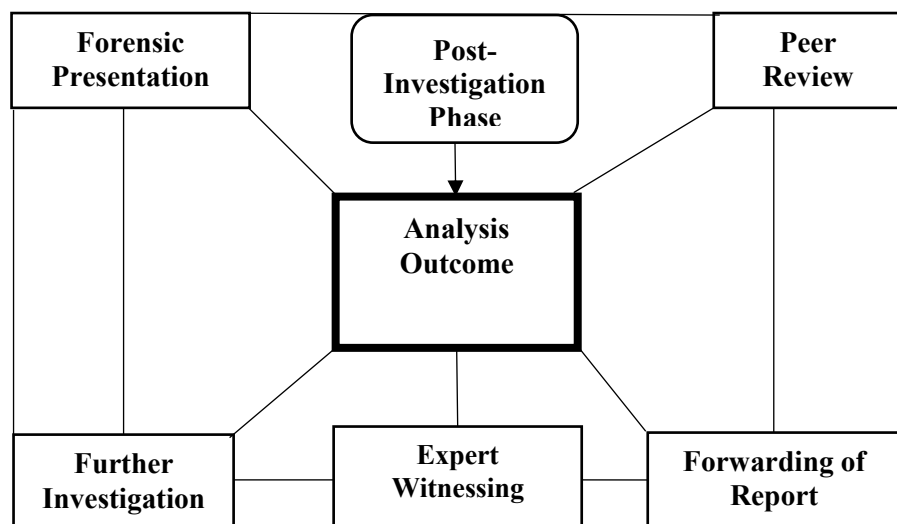 Forensic
Presentation
Post-
Investigation
Phase
Peer
Review
Analysis
Outcome
Further
Investigation
Expert
Witnessing
Forwarding of
Report